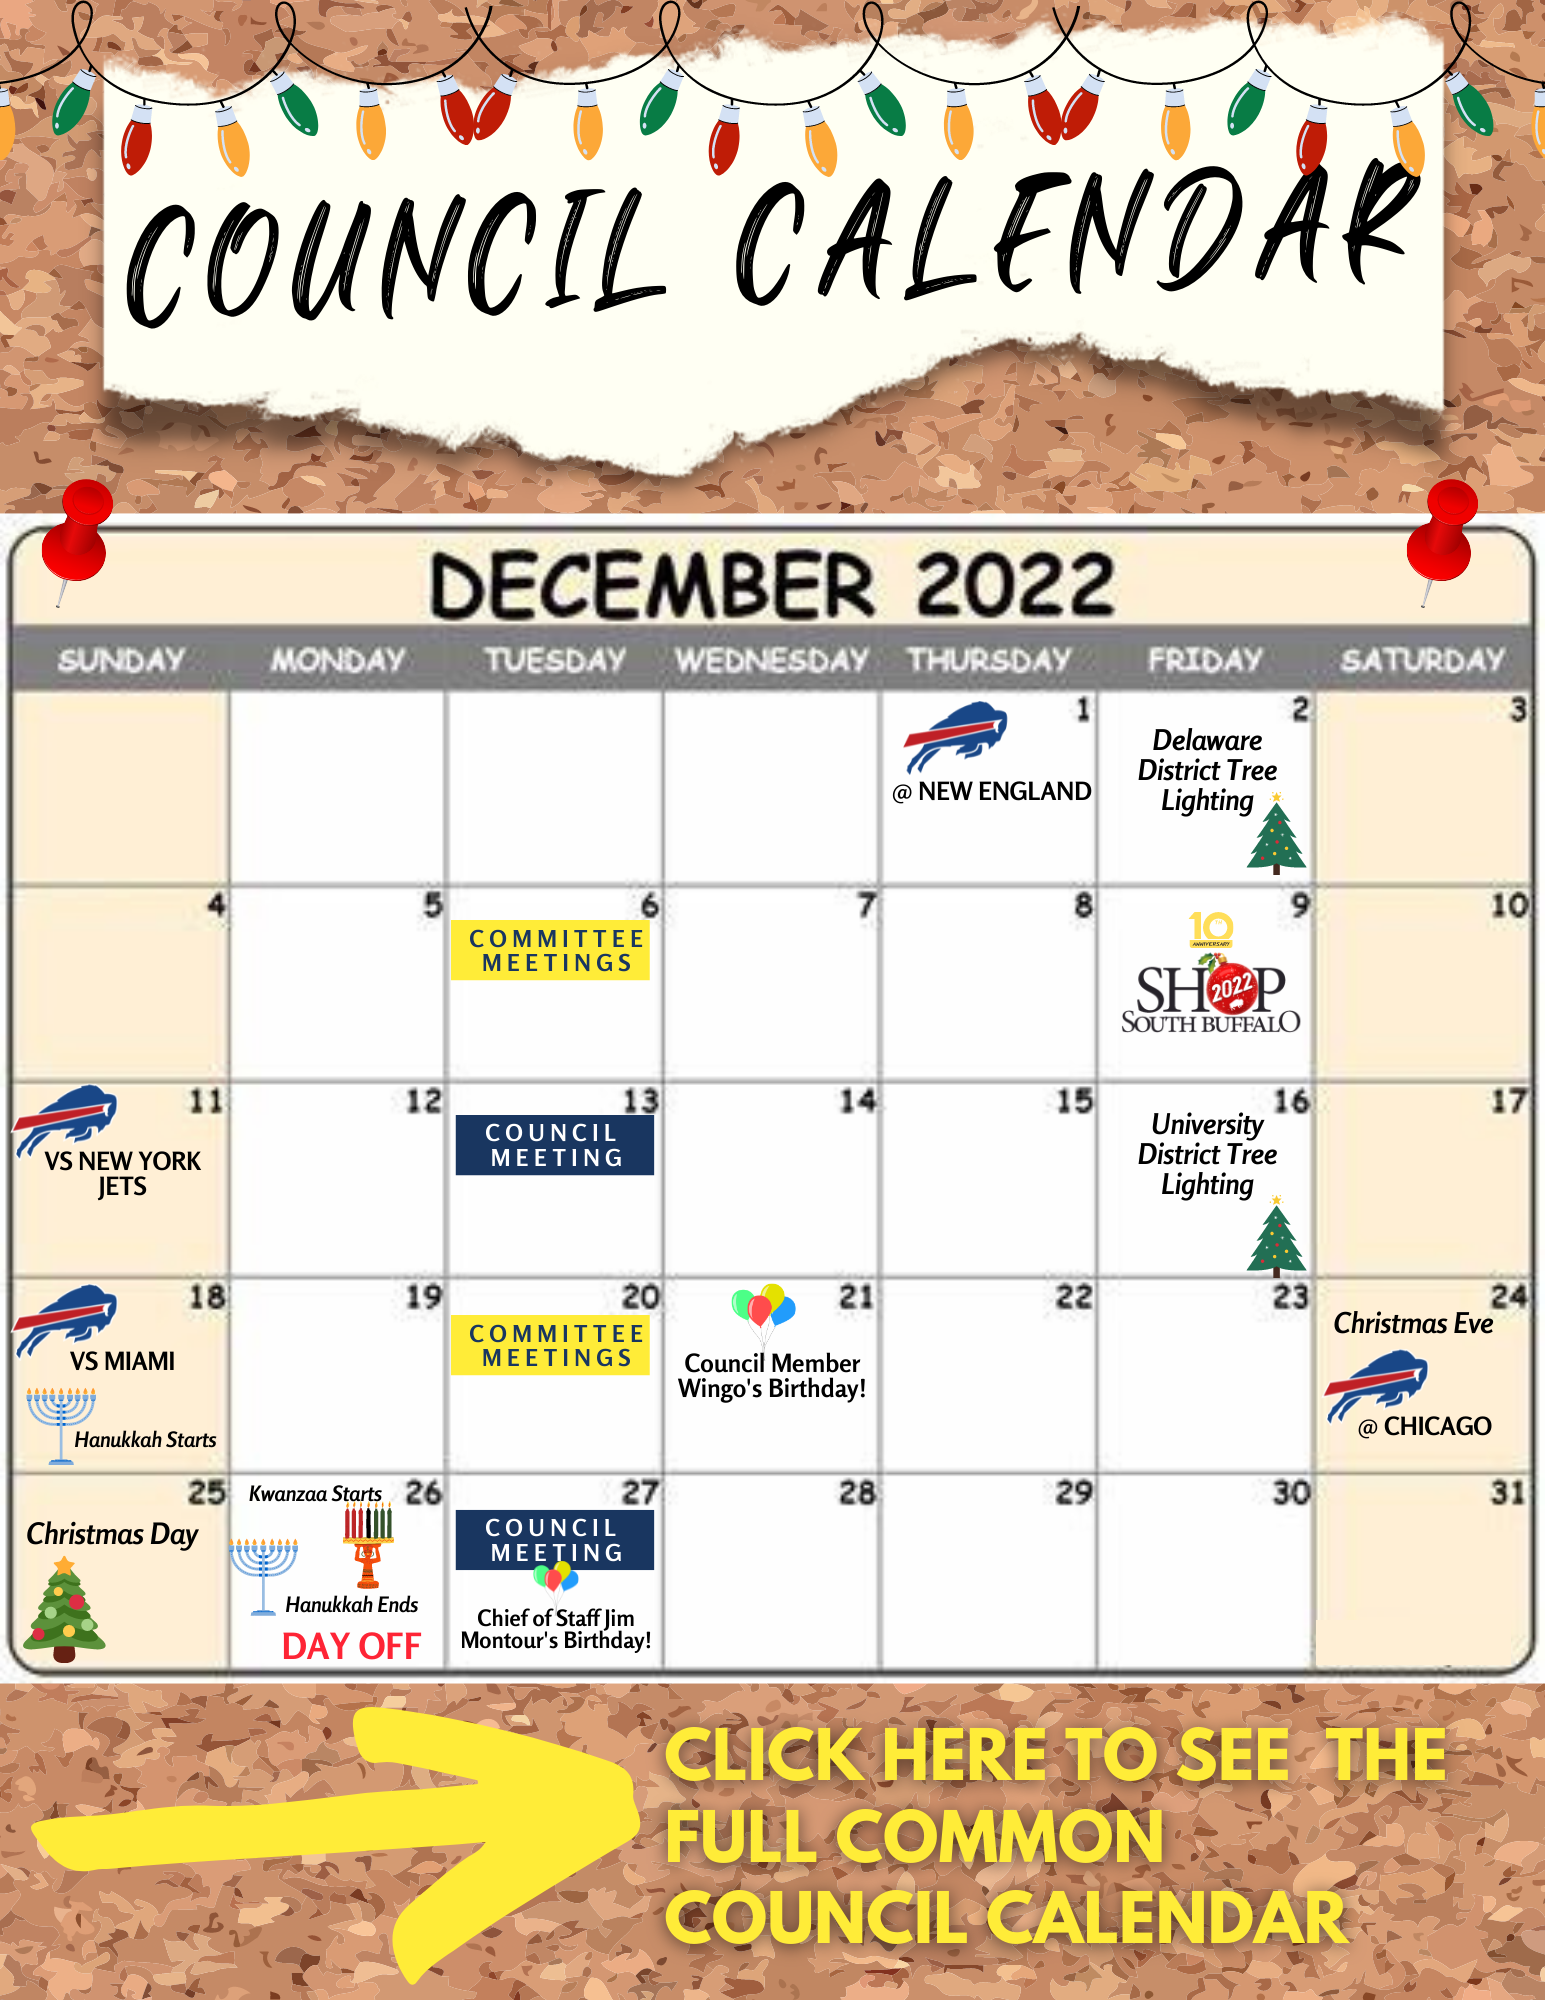 COUNCIL CALENDAR
DECEMBER 2022
SUNDAY MONDAY TUESDAY WEDNESDAY THURSDAY FRIDAY SATURDAY
1
@ NEW ENGLAND
2
Delaware
District Tree
Lighting
3
4
5
6
COMMITTEE
MEETINGS
7
8
9
10
ANNIVERSARY
SHOP
2022
SOUTH BUFFALO
10
11
VS NEW YORK
JETS
12
13
COUNCIL
MEETING
14
15
16
University
District Tree
Lighting
17
18
VS MIAMI
Hanukkah Starts
19
20
COMMITTEE
MEETINGS
21
Council Member
Wingo's Birthday!
22
23
24
Christmas Eve
@ CHICAGO
25
Christmas Day
26
Kwanzaa Starts
Hanukkah Ends
DAY OFF
27
COUNCIL
MEETING
Chief of Staff Jim
Montour's Birthday!
28
29
30
31
CLICK HERE TO SEE THE
FULL COMMON
COUNCIL CALENDAR